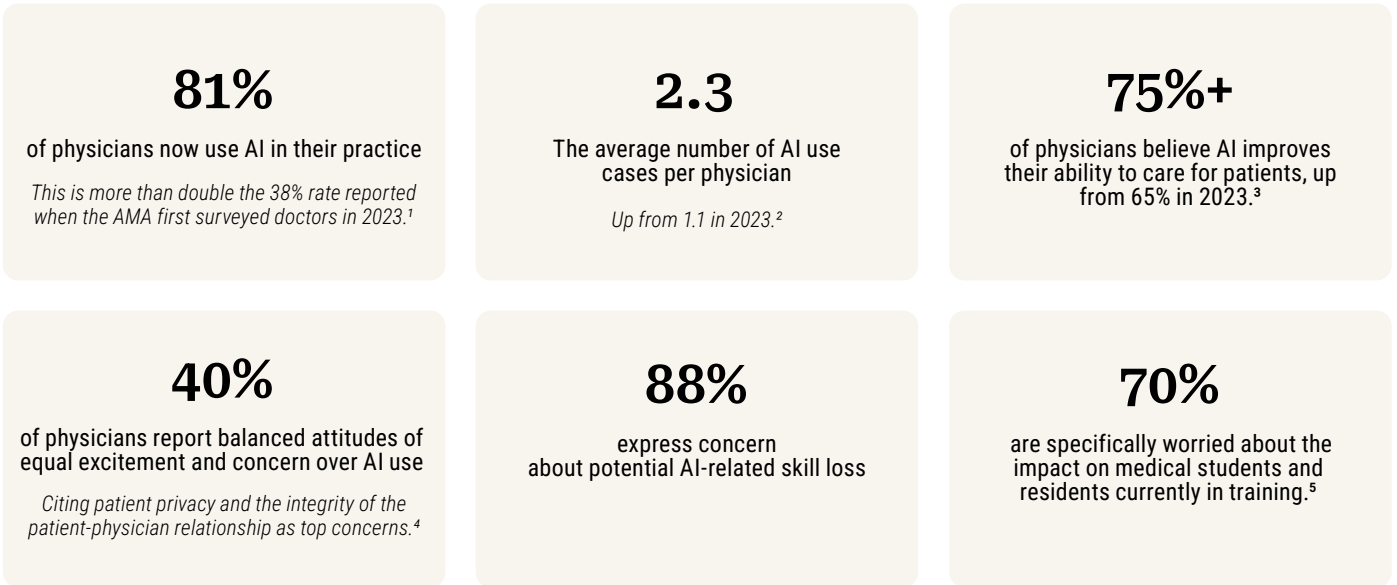 81%
of physicians now use AI in their practice
This is more than double the 38% rate reported
when the AMA first surveyed doctors in 2023.¹
2.3
The average number of AI use
cases per physician
Up from 1.1 in 2023.²
75%+
of physicians believe AI improves
their ability to care for patients, up
from 65% in 2023.³
40%
of physicians report balanced attitudes of
equal excitement and concern over AI use
Citing patient privacy and the integrity of the
patient-physician relationship as top concerns.⁴
88%
express concern
about potential AI-related skill loss
70%
are specifically worried about the
impact on medical students and
residents currently in training.⁵